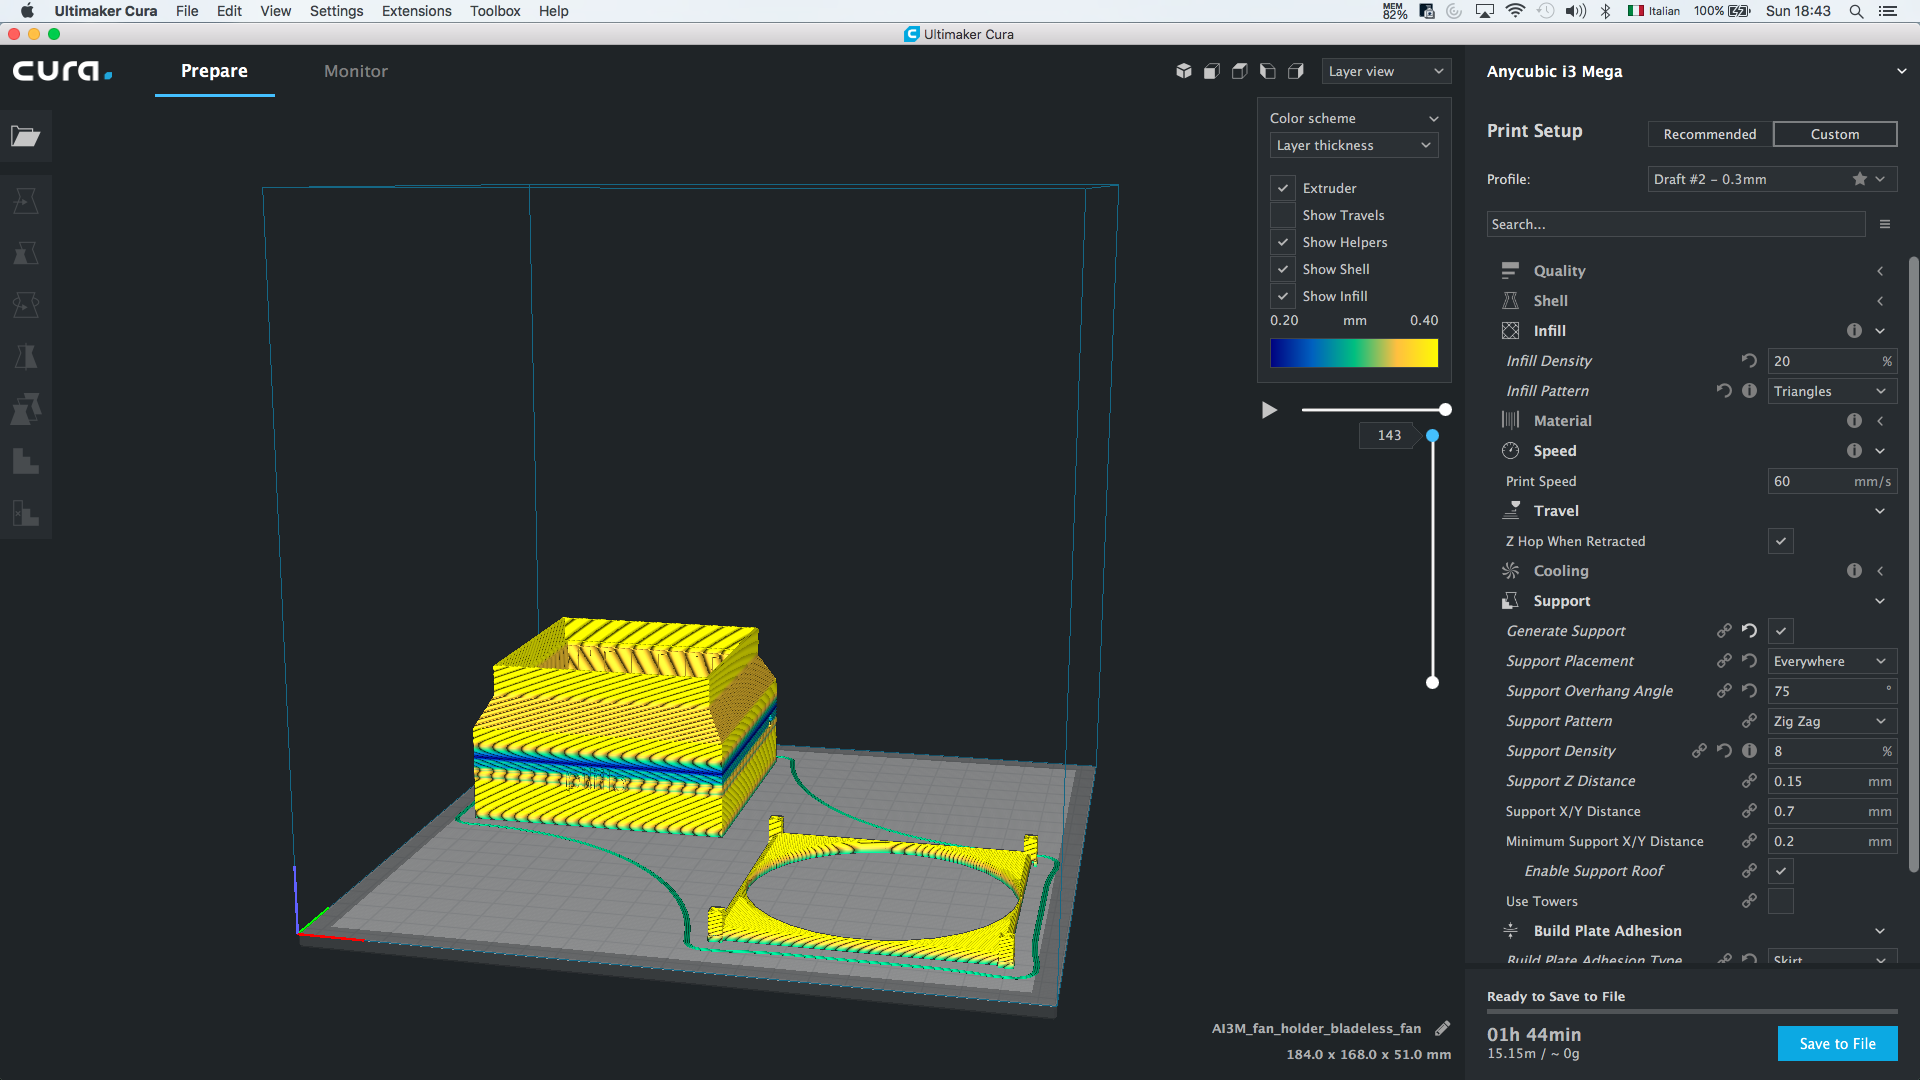 Ultimaker Cura File Edit View Settings Extensions Toolbox Help MEM 82% Italian 100% Sun 18:43
Ultimaker Cura
cura. Prepare Monitor Layer view Anycubic i3 Mega
Color scheme
Layer thickness
Extruder
Show Travels
Show Helpers
Show Shell
Show Infill
0.20 mm 0.40
143
Print Setup Recommended Custom
Profile: Draft #2 - 0.3mm
Search...
Quality
Shell
Infill
Infill Density 20 %
Infill Pattern Triangles
Material
Speed
Print Speed 60 mm/s
Travel
Z Hop When Retracted
Cooling
Support
Generate Support
Support Placement Everywhere
Support Overhang Angle 75 °
Support Pattern Zig Zag
Support Density 8 %
Support Z Distance 0.15 mm
Support X/Y Distance 0.7 mm
Minimum Support X/Y Distance 0.2 mm
Enable Support Roof
Use Towers
Build Plate Adhesion
Build Plate Adhesion Type Skirt
AI3M_fan_holder_bladeless_fan
184.0 x 168.0 x 51.0 mm
Ready to Save to File
01h 44min
15.15m / ~ 0g
Save to File